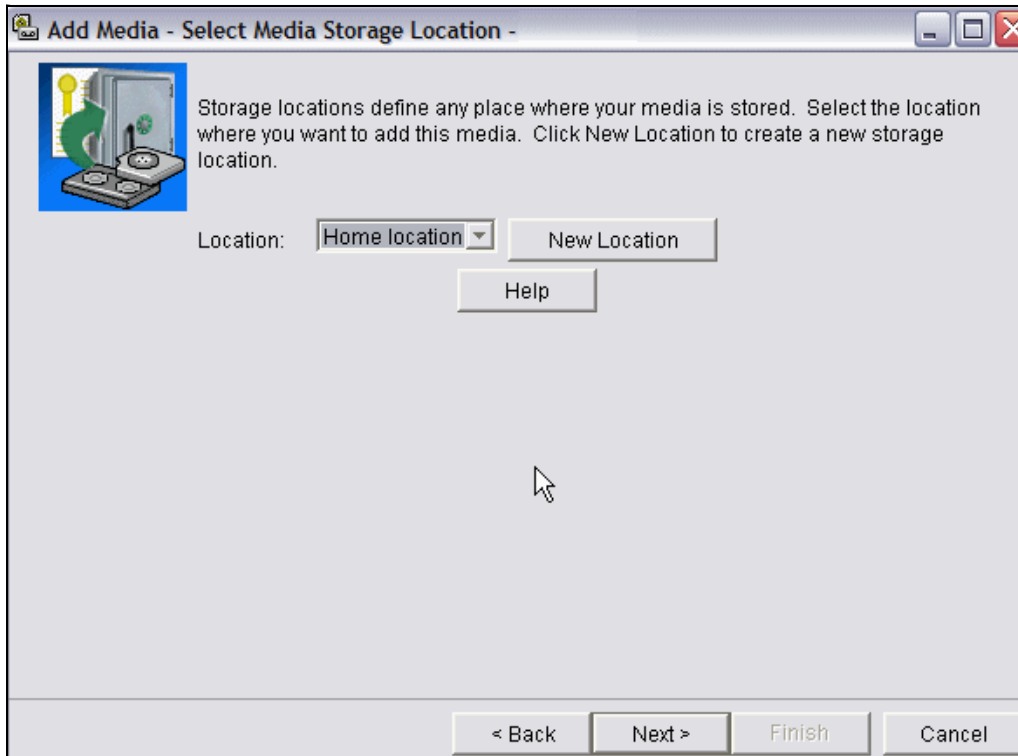 Add Media - Select Media Storage Location -
Storage locations define any place where your media is stored. Select the location
where you want to add this media. Click New Location to create a new storage
location.
Location: Home location New Location
Help
< Back Next > Finish Cancel